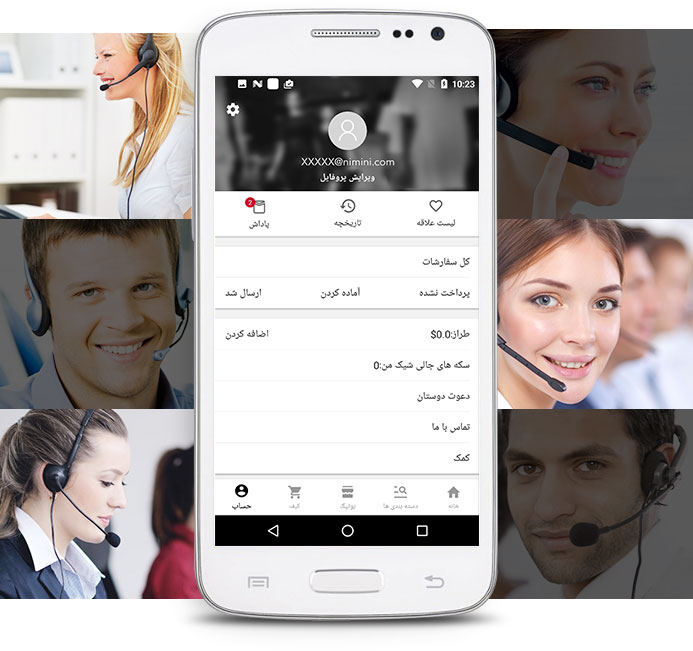 10:23
XXXXX@nimini.com
ویرایش پروفایل
لیست علاقه تاریخچه 2 پاداش
کل سفارشات
پرداخت نشده آماده کردن ارسال شد
طراز:0.0$ اضافه کردن
سکه های جالی شیک من:0
دعوت دوستان
تماس با ما
کمک
خانه دسته بندی ها بوتیک کیف حساب